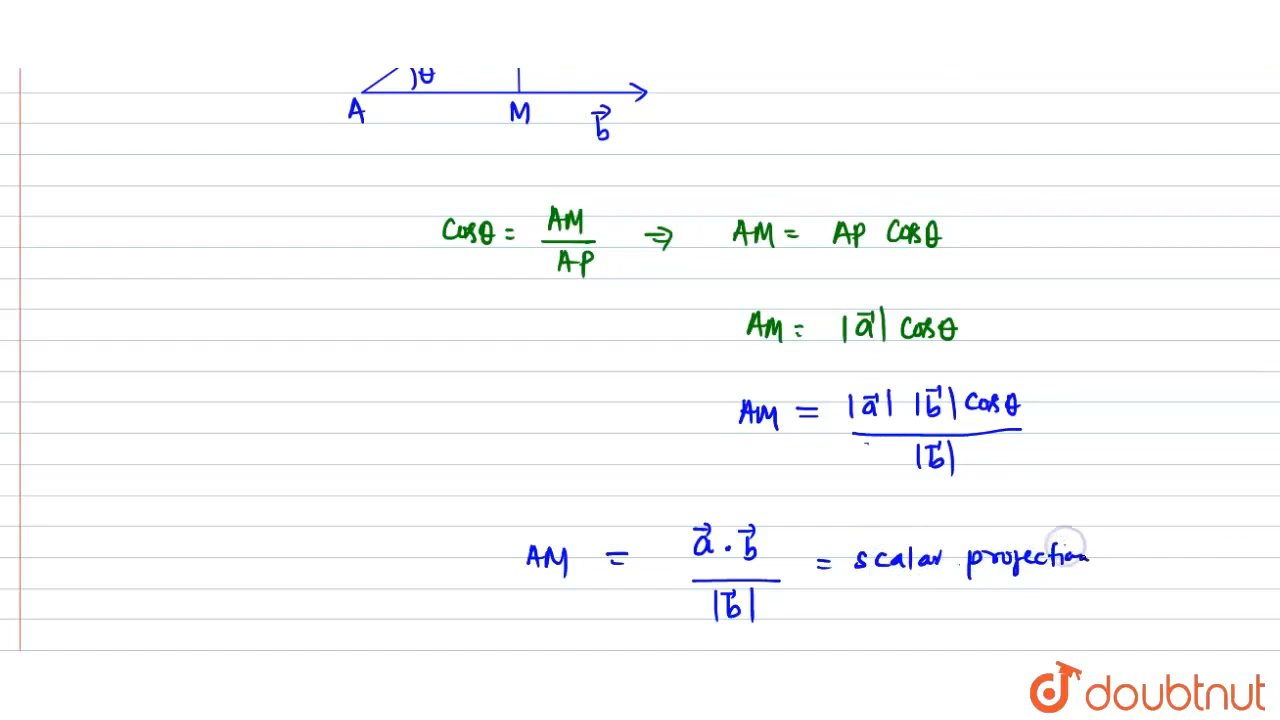 θ
A M b⃗
Cosθ = AM/AP ⇒ AM = AP Cosθ
AM = |a⃗| Cosθ
AM = |a⃗| |b⃗| Cosθ / |b⃗|
AM = a⃗ · b⃗ / |b⃗| = scalar projection
doubtnut